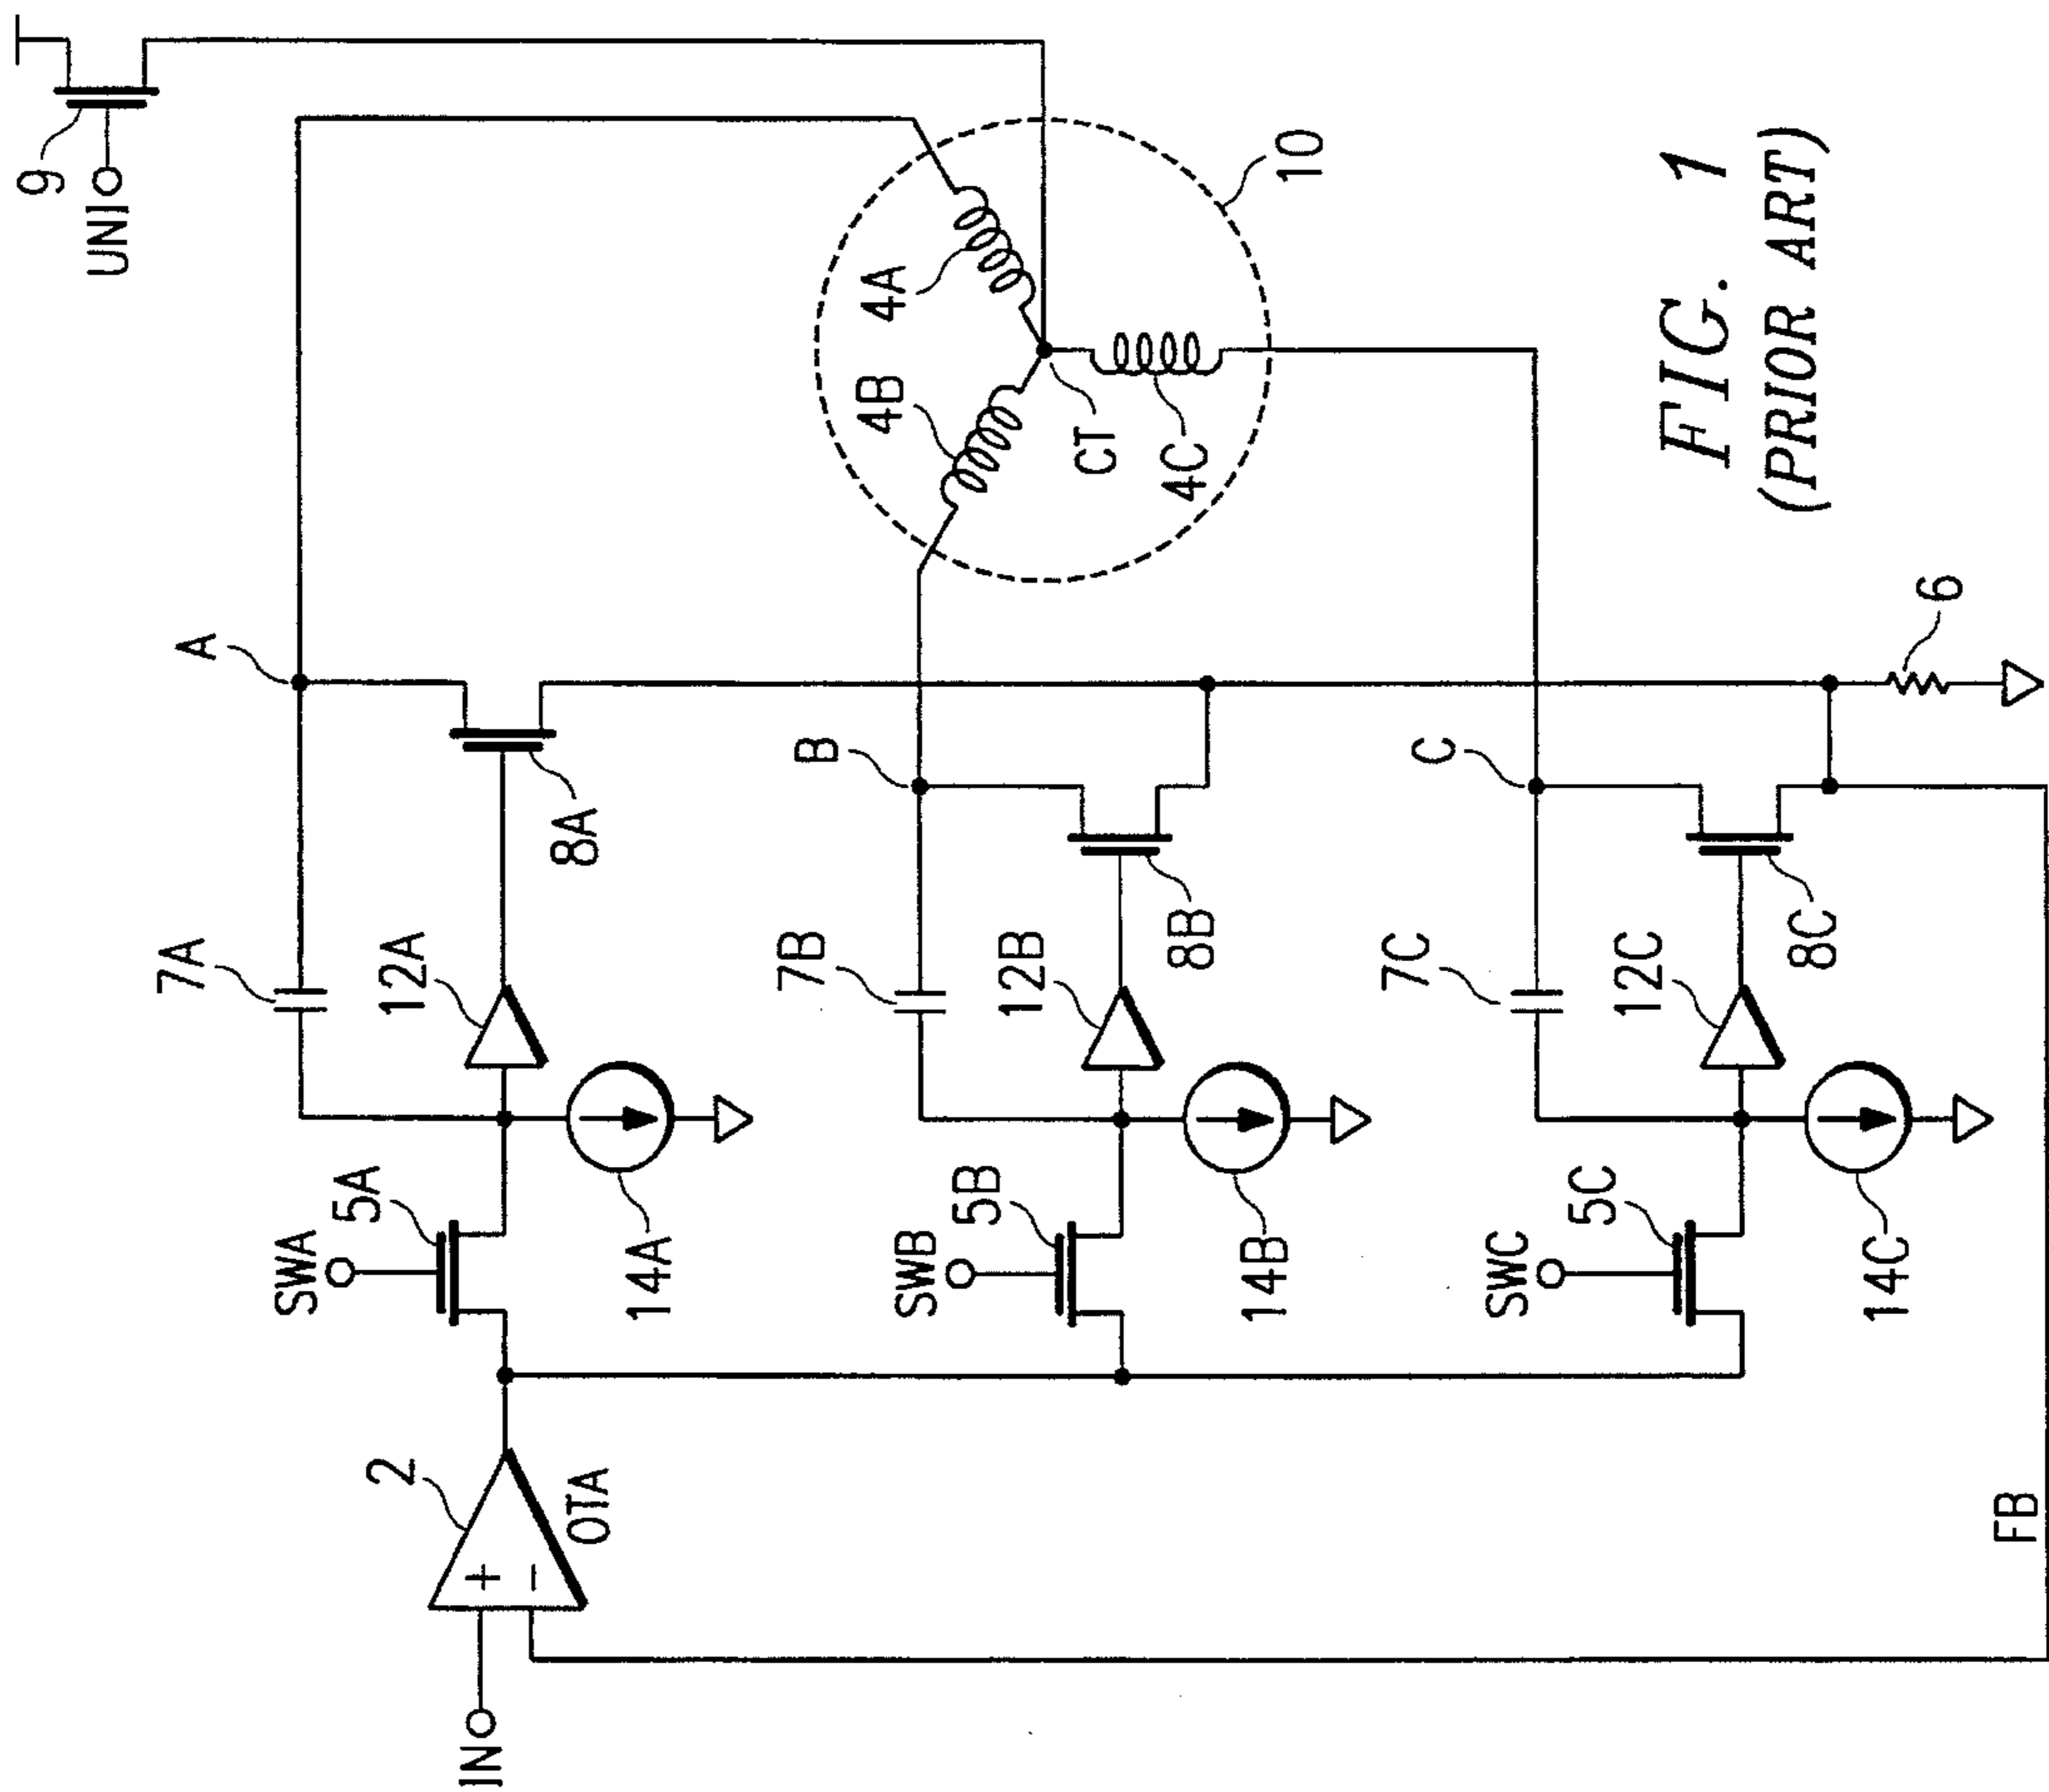 9
UNI
A
7A
12A
8A
4A
4B
10
5A
SWA
14A
2
OTA
IN
+
-
B
7B
12B
8B
CT
4C
5B
SWB
14B
C
7C
12C
8C
6
5C
SWC
14C
FB
FIG. 1
(PRIOR ART)